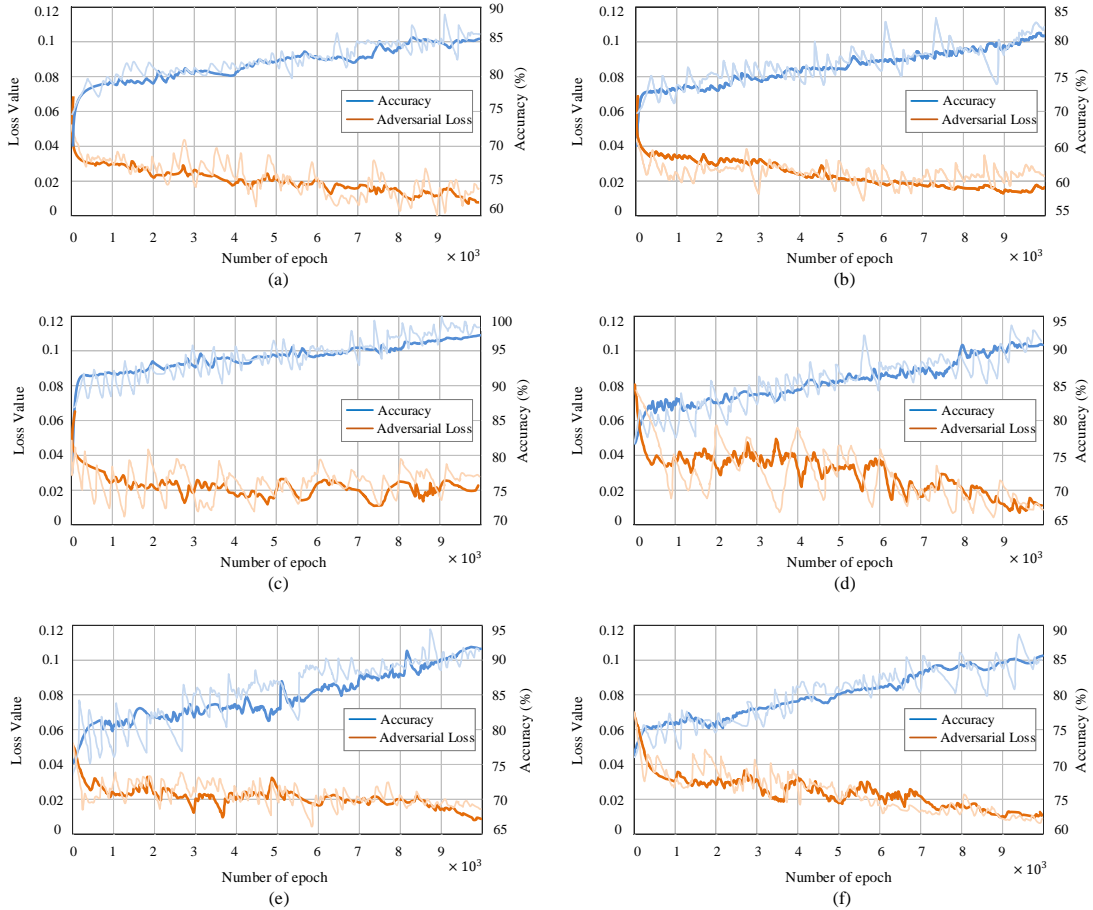 Loss Value
0.12
0.1
0.08
0.06
0.04
0.02
0
Accuracy
Adversarial Loss
90
85
80
75
70
75
60
Accuracy (%)
0 1 2 3 4 5 6 7 8 9
Number of epoch
× 10³
(a)
Loss Value
0.12
0.1
0.08
0.06
0.04
0.02
0
Accuracy
Adversarial Loss
85
80
75
70
60
60
55
Accuracy (%)
0 1 2 3 4 5 6 7 8 9
Number of epoch
× 10³
(b)
Loss Value
0.12
0.1
0.08
0.06
0.04
0.02
0
Accuracy
Adversarial Loss
100
95
90
85
80
75
70
Accuracy (%)
0 1 2 3 4 5 6 7 8 9
Number of epoch
× 10³
(c)
Loss Value
0.12
0.1
0.08
0.06
0.04
0.02
0
Accuracy
Adversarial Loss
95
90
85
80
75
70
65
Accuracy (%)
0 1 2 3 4 5 6 7 8 9
Number of epoch
× 10³
(d)
Loss Value
0.12
0.1
0.08
0.06
0.04
0.02
0
Accuracy
Adversarial Loss
95
90
85
80
75
70
65
Accuracy (%)
0 1 2 3 4 5 6 7 8 9
Number of epoch
× 10³
(e)
Loss Value
0.12
0.1
0.08
0.06
0.04
0.02
0
Accuracy
Adversarial Loss
90
85
80
75
70
75
60
Accuracy (%)
0 1 2 3 4 5 6 7 8 9
Number of epoch
× 10³
(f)